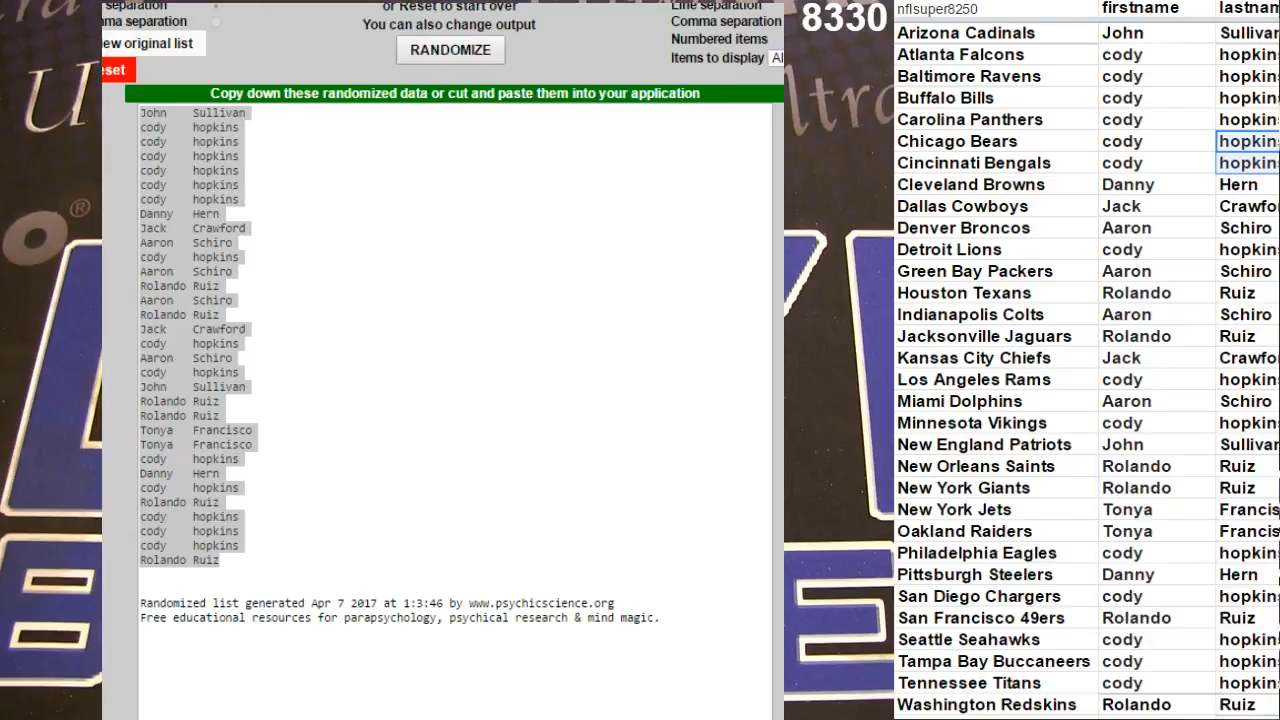 or Reset to start over
You can also change output
RANDOMIZE
Line separation
Comma separation
Numbered items
Items to display
8330
Copy down these randomized data or cut and paste them into your application
John Sullivan
cody hopkins
cody hopkins
cody hopkins
cody hopkins
cody hopkins
cody hopkins
Danny Hern
Jack Crawford
Aaron Schiro
cody hopkins
Aaron Schiro
Rolando Ruiz
Aaron Schiro
Rolando Ruiz
Jack Crawford
cody hopkins
Aaron Schiro
cody hopkins
John Sullivan
Rolando Ruiz
Rolando Ruiz
Tonya Francisco
Tonya Francisco
cody hopkins
Danny Hern
cody hopkins
Rolando Ruiz
cody hopkins
cody hopkins
cody hopkins
Rolando Ruiz
Randomized list generated Apr 7 2017 at 1:3:46 by www.psychicscience.org
Free educational resources for parapsychology, psychical research & mind magic.
separation
mma separation
ew original list
eset
nflsuper8250 firstname lastnam
Arizona Cadinals John Sullivar
Atlanta Falcons cody hopkins
Baltimore Ravens cody hopkins
Buffalo Bills cody hopkins
Carolina Panthers cody hopkins
Chicago Bears cody hopkins
Cincinnati Bengals cody hopkins
Cleveland Browns Danny Hern
Dallas Cowboys Jack Crawfo
Denver Broncos Aaron Schiro
Detroit Lions cody hopkins
Green Bay Packers Aaron Schiro
Houston Texans Rolando Ruiz
Indianapolis Colts Aaron Schiro
Jacksonville Jaguars Rolando Ruiz
Kansas City Chiefs Jack Crawfo
Los Angeles Rams cody hopkins
Miami Dolphins Aaron Schiro
Minnesota Vikings cody hopkins
New England Patriots John Sullivar
New Orleans Saints Rolando Ruiz
New York Giants Rolando Ruiz
New York Jets Tonya Francis
Oakland Raiders Tonya Francis
Philadelphia Eagles cody hopkins
Pittsburgh Steelers Danny Hern
San Diego Chargers cody hopkins
San Francisco 49ers Rolando Ruiz
Seattle Seahawks cody hopkins
Tampa Bay Buccaneers cody hopkins
Tennessee Titans cody hopkins
Washington Redskins Rolando Ruiz